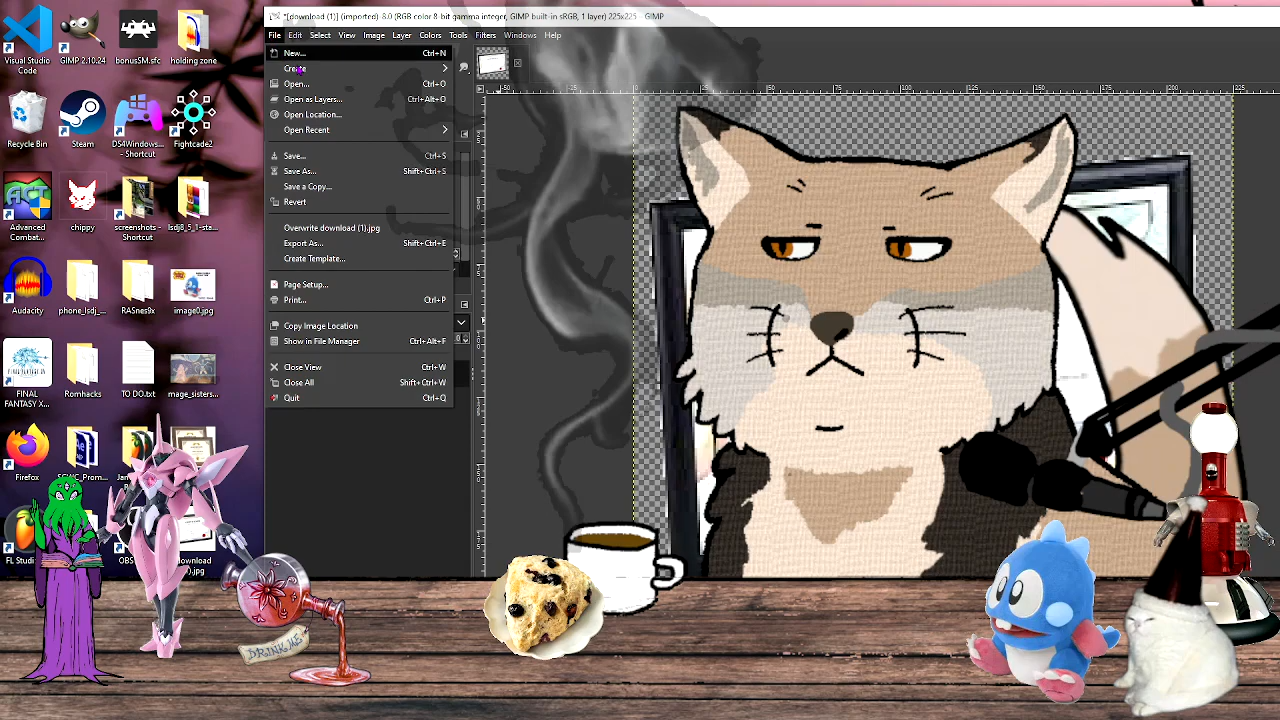 *[download (1)] (imported)-8.0 (RGB color 8-bit gamma integer, GIMP built-in sRGB, 1 layer) 225x225 – GIMP
File Edit Select View Image Layer Colors Tools Filters Windows Help
New... Ctrl+N
Create
Open... Ctrl+O
Open as Layers... Ctrl+Alt+O
Open Location...
Open Recent
Save... Ctrl+S
Save As... Shift+Ctrl+S
Save a Copy...
Revert
Overwrite download (1).jpg
Export As... Shift+Ctrl+E
Create Template...
Page Setup...
Print... Ctrl+P
Copy Image Location
Show in File Manager Ctrl+Alt+F
Close View Ctrl+W
Close All Shift+Ctrl+W
Quit Ctrl+Q
Visual Studio
Code
GIMP 2.10.24
bonusSM.sfc
holding zone
Recycle Bin
Steam
DS4Windows...
- Shortcut
Fightcade2
Advanced
Combat...
chippy
screenshots -
Shortcut
lsdj8_5_1-ste...
Audacity
phone_lsdj_...
RASnes9x
image0.jpg
FINAL
FANTASY X...
Romhacks
TO DO.txt
mage_sisters...
Firefox
FL Studi
OBS
download
DRINK ME